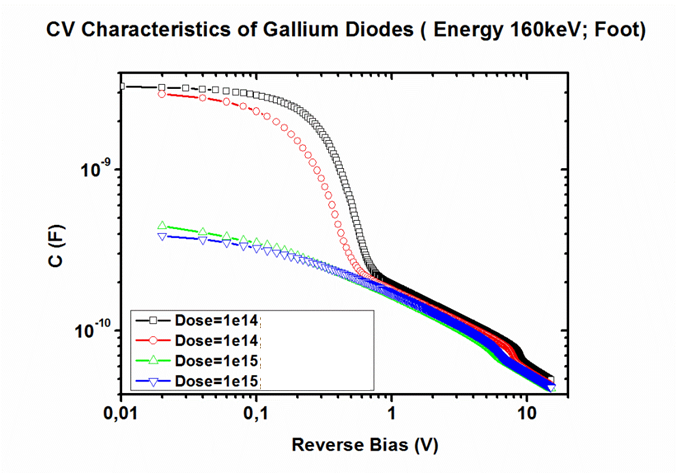 CV Characteristics of Gallium Diodes ( Energy 160keV; Foot)
C (F)
10-9
10-10
Dose=1e14
Dose=1e14
Dose=1e15
Dose=1e15
0,01 0,1 1 10
Reverse Bias (V)